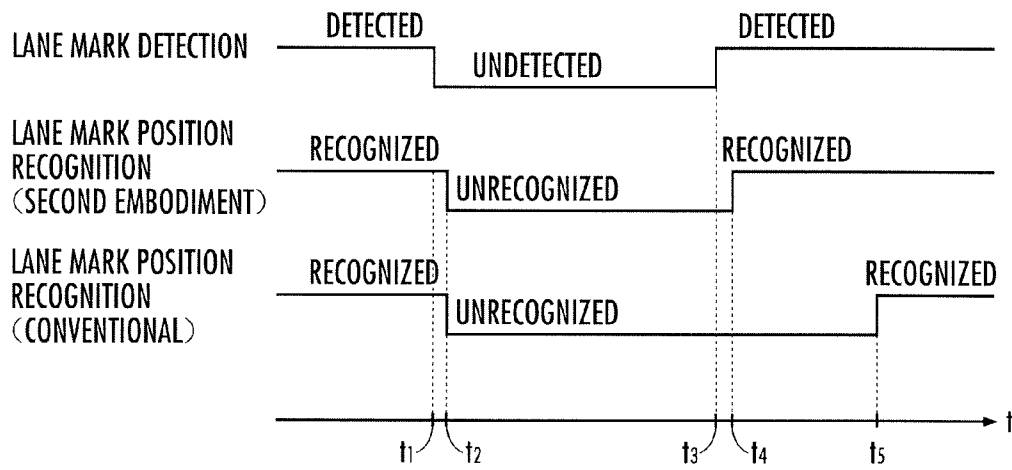 LANE MARK DETECTION
DETECTED
UNDETECTED
DETECTED
LANE MARK POSITION
RECOGNITION
(SECOND EMBODIMENT)
RECOGNIZED
UNRECOGNIZED
RECOGNIZED
LANE MARK POSITION
RECOGNITION
(CONVENTIONAL)
RECOGNIZED
UNRECOGNIZED
RECOGNIZED
t
t1 t2 t3 t4 t5